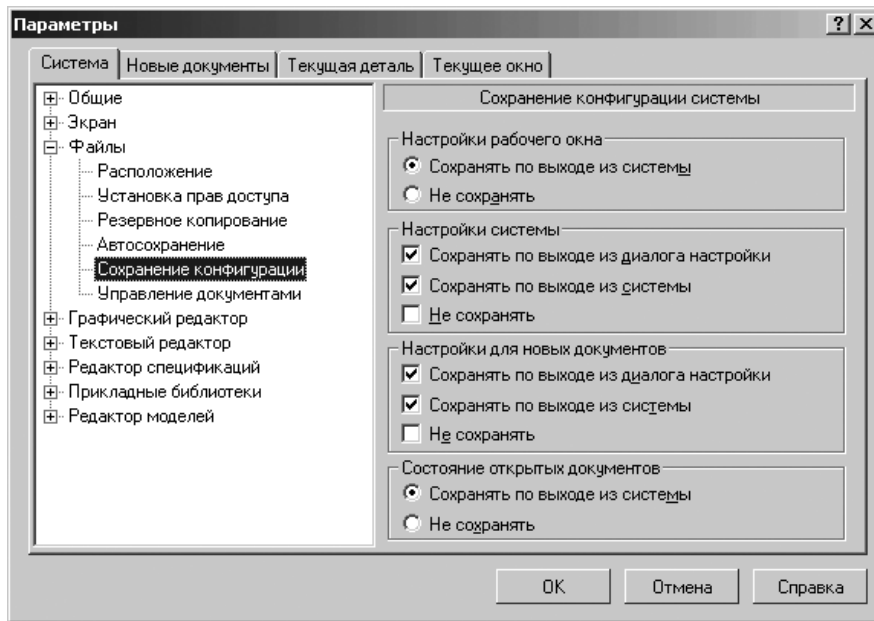 Параметры
Система Новые документы Текущая деталь Текущее окно
Общие
Экран
Файлы
Расположение
Установка прав доступа
Резервное копирование
Автосохранение
Сохранение конфигурации
Управление документами
Графический редактор
Текстовый редактор
Редактор спецификаций
Прикладные библиотеки
Редактор моделей
Сохранение конфигурации системы
Настройки рабочего окна
Сохранять по выходе из системы
Не сохранять
Настройки системы
Сохранять по выходе из диалога настройки
Сохранять по выходе из системы
Не сохранять
Настройки для новых документов
Сохранять по выходе из диалога настройки
Сохранять по выходе из системы
Не сохранять
Состояние открытых документов
Сохранять по выходе из системы
Не сохранять
OK Отмена Справка